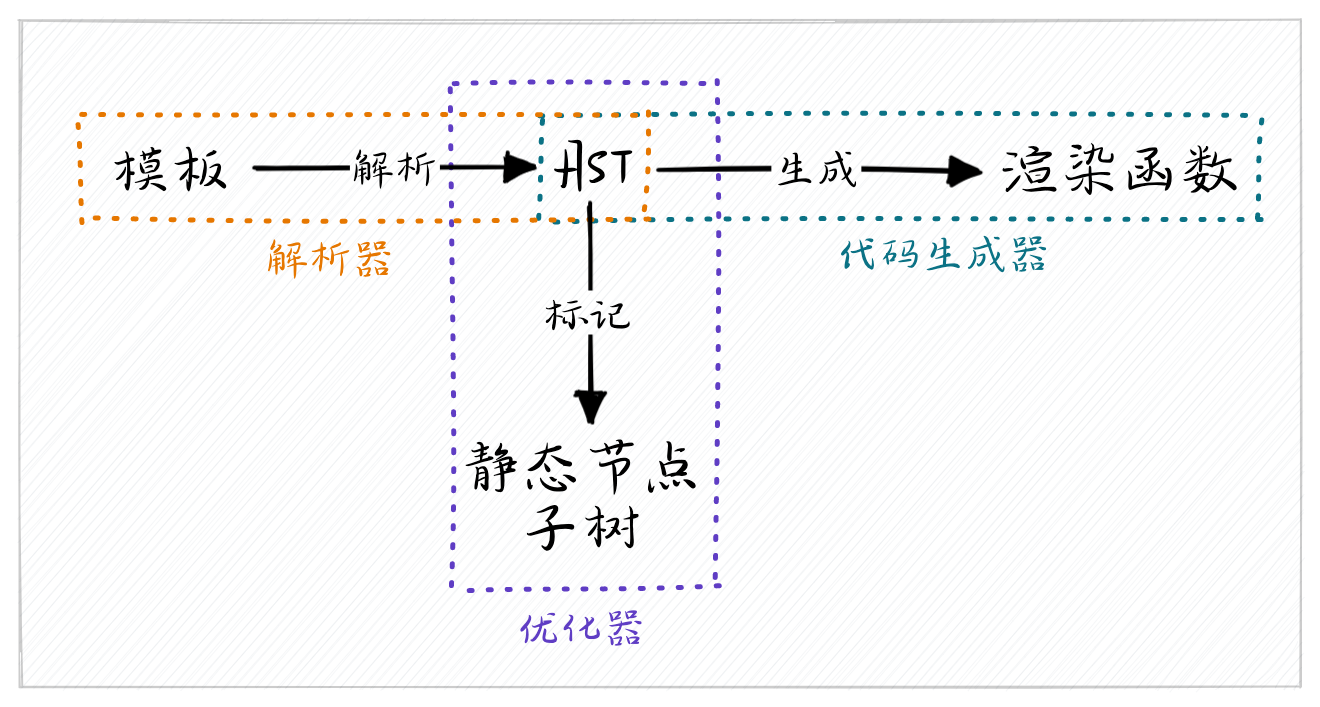 模板
解析
AST
生成
渲染函数
解析器
代码生成器
标记
静态节点
子树
优化器